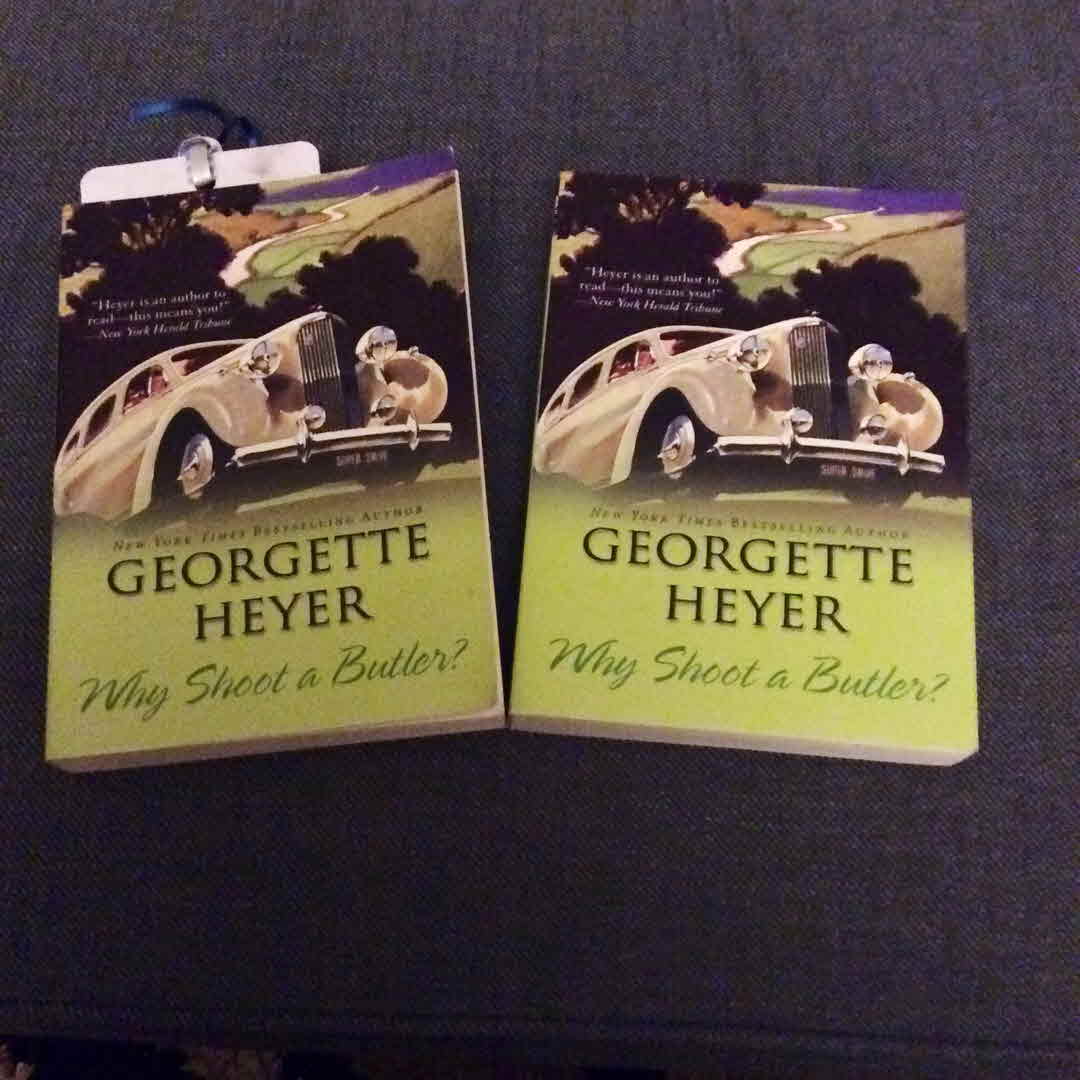 "Heyer is an author to
read—this means you!"
—New York Herald Tribune
New York Times Bestselling Author
GEORGETTE
HEYER
Why Shoot a Butler?
"Heyer is an author to
read—this means you!"
—New York Herald Tribune
New York Times Bestselling Author
GEORGETTE
HEYER
Why Shoot a Butler?